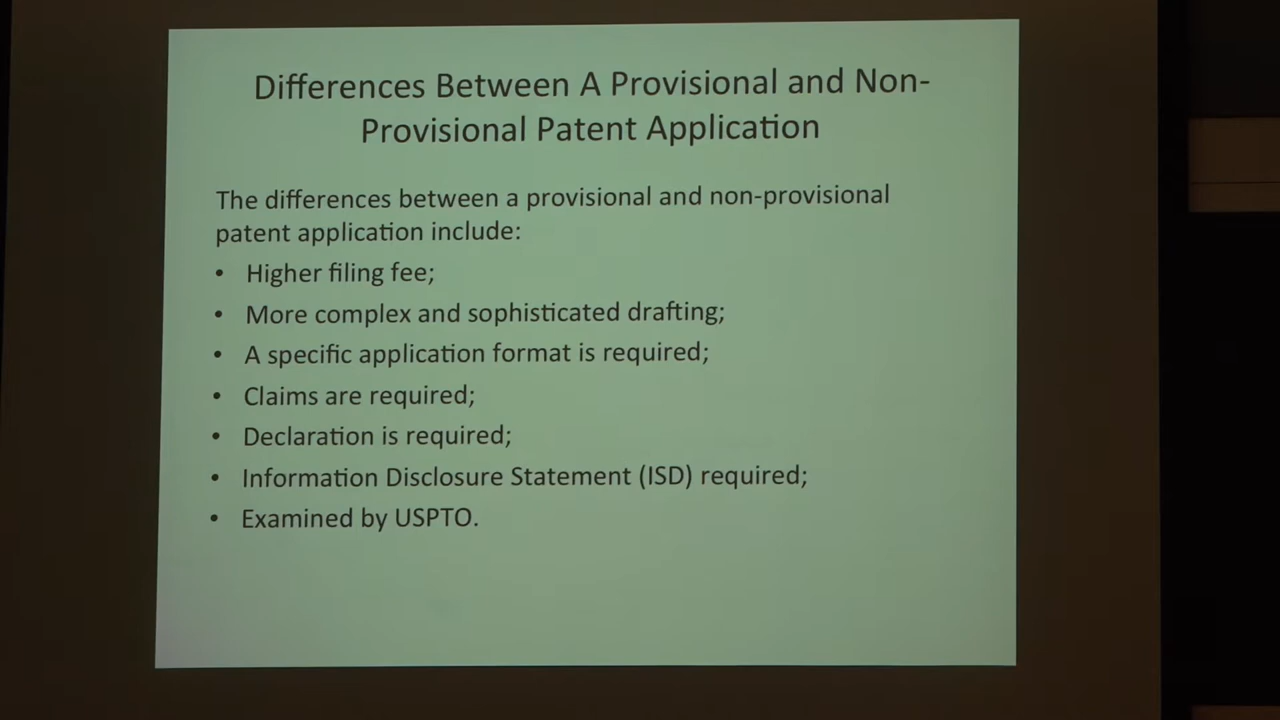 Differences Between A Provisional and Non-
Provisional Patent Application
The differences between a provisional and non-provisional
patent application include:
• Higher filing fee;
• More complex and sophisticated drafting;
• A specific application format is required;
• Claims are required;
• Declaration is required;
• Information Disclosure Statement (ISD) required;
• Examined by USPTO.